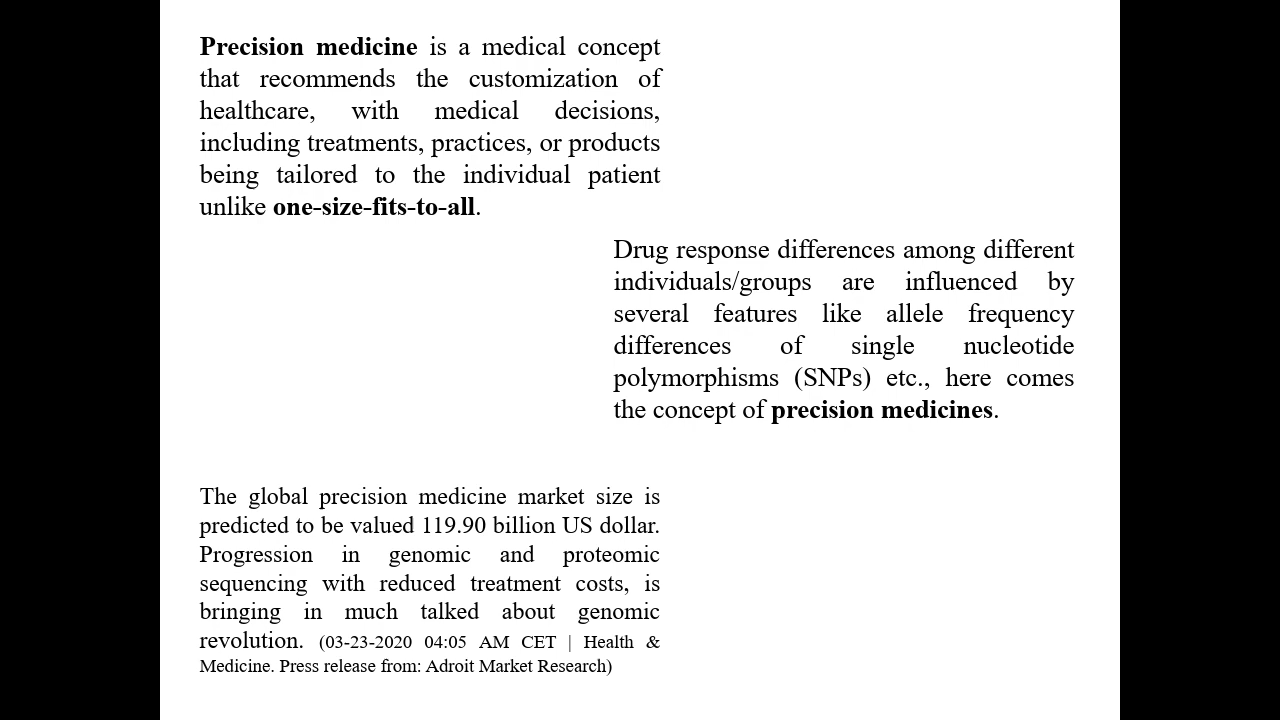 Precision medicine is a medical concept
that recommends the customization of
healthcare, with medical decisions,
including treatments, practices, or products
being tailored to the individual patient
unlike one-size-fits-to-all.
Drug response differences among different
individuals/groups are influenced by
several features like allele frequency
differences of single nucleotide
polymorphisms (SNPs) etc., here comes
the concept of precision medicines.
The global precision medicine market size is
predicted to be valued 119.90 billion US dollar.
Progression in genomic and proteomic
sequencing with reduced treatment costs, is
bringing in much talked about genomic
revolution. (03-23-2020 04:05 AM CET | Health &
Medicine. Press release from: Adroit Market Research)